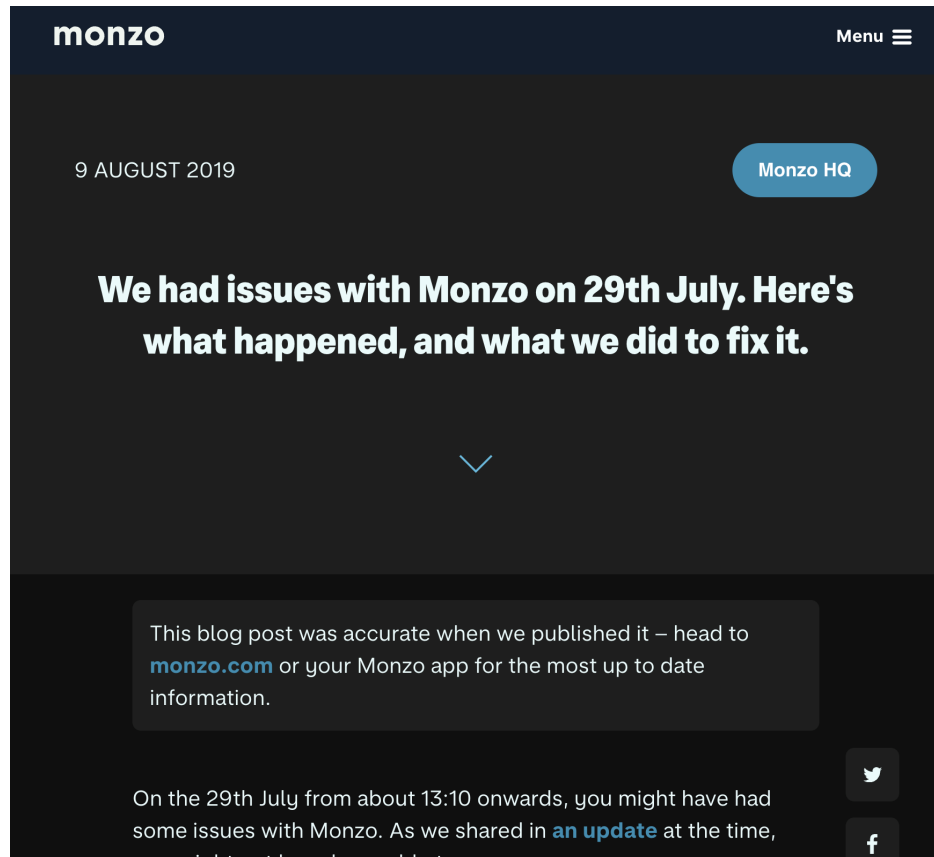 monzo
Menu
9 AUGUST 2019
Monzo HQ
We had issues with Monzo on 29th July. Here's
what happened, and what we did to fix it.
This blog post was accurate when we published it – head to
monzo.com or your Monzo app for the most up to date
information.
On the 29th July from about 13:10 onwards, you might have had
some issues with Monzo. As we shared in an update at the time,